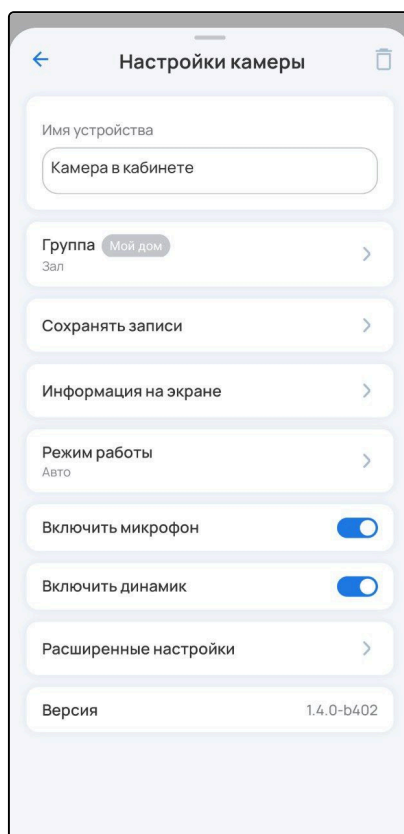 Настройки камеры
Имя устройства
Камера в кабинете
Группа Мой дом
Зал
Сохранять записи
Информация на экране
Режим работы
Авто
Включить микрофон
Включить динамик
Расширенные настройки
Версия 1.4.0-b402